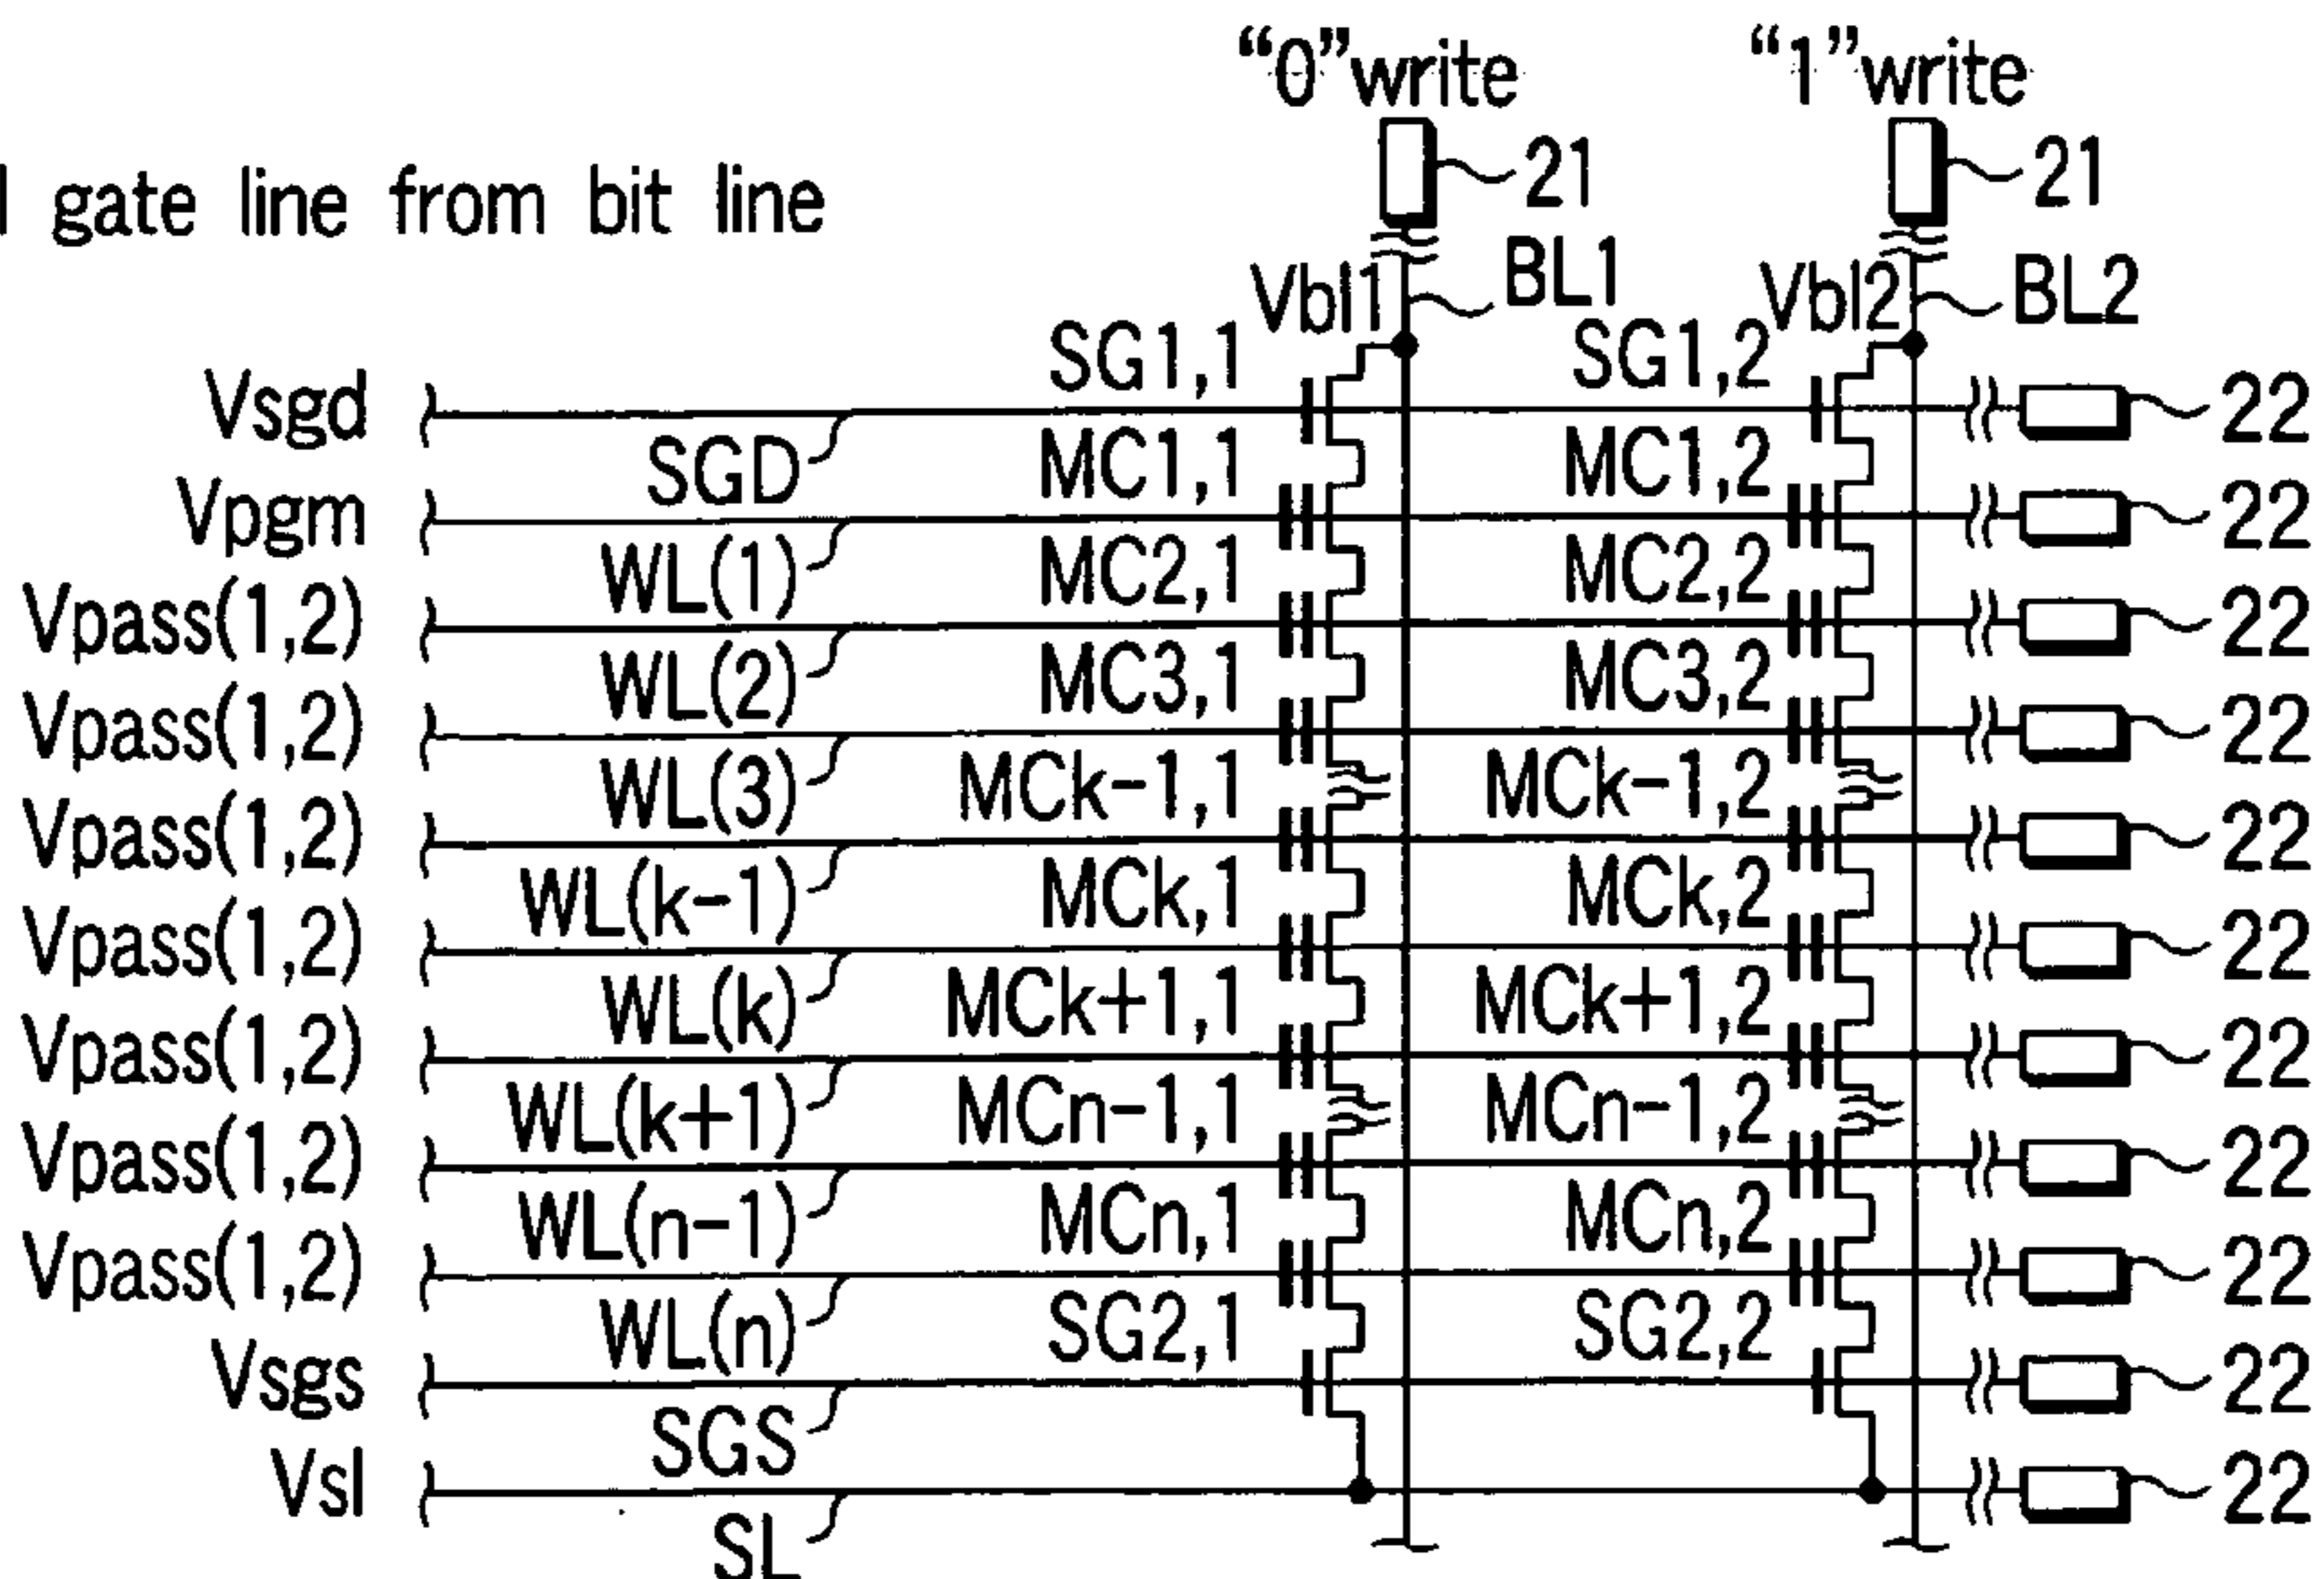 “0”write “1”write
21 21
gate line from bit line
BL1 BL2
Vbl1 Vbl2
SG1,1 SG1,2
Vsgd 22
SGD MC1,1 MC1,2
Vpgm 22
WL(1) MC2,1 MC2,2
Vpass(1,2) 22
WL(2) MC3,1 MC3,2
Vpass(1,2) 22
WL(3) MCk-1,1 MCk-1,2
Vpass(1,2) 22
WL(k-1) MCk,1 MCk,2
Vpass(1,2) 22
WL(k) MCk+1,1 MCk+1,2
Vpass(1,2) 22
WL(k+1) MCn-1,1 MCn-1,2
Vpass(1,2) 22
WL(n-1) MCn,1 MCn,2
Vpass(1,2) 22
WL(n) SG2,1 SG2,2
Vsgs 22
SGS
Vsl 22
SL